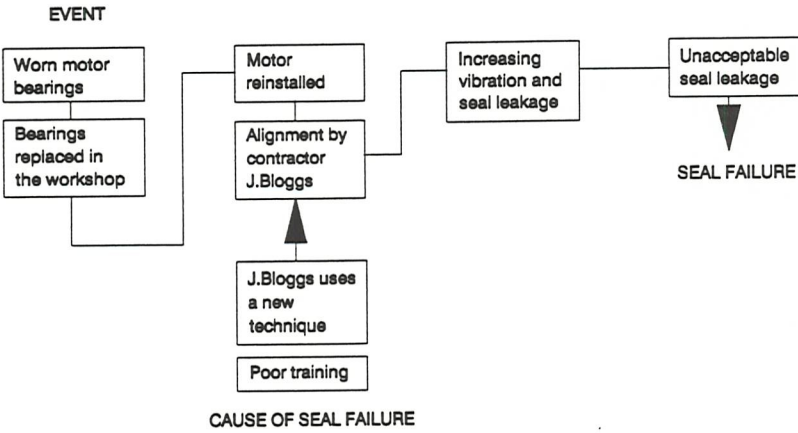 EVENT
Worn motor
bearings
Bearings
replaced in
the workshop
Motor
reinstalled
Alignment by
contractor
J.Bloggs
J.Bloggs uses
a new
technique
Poor training
CAUSE OF SEAL FAILURE
Increasing
vibration and
seal leakage
Unacceptable
seal leakage
SEAL FAILURE